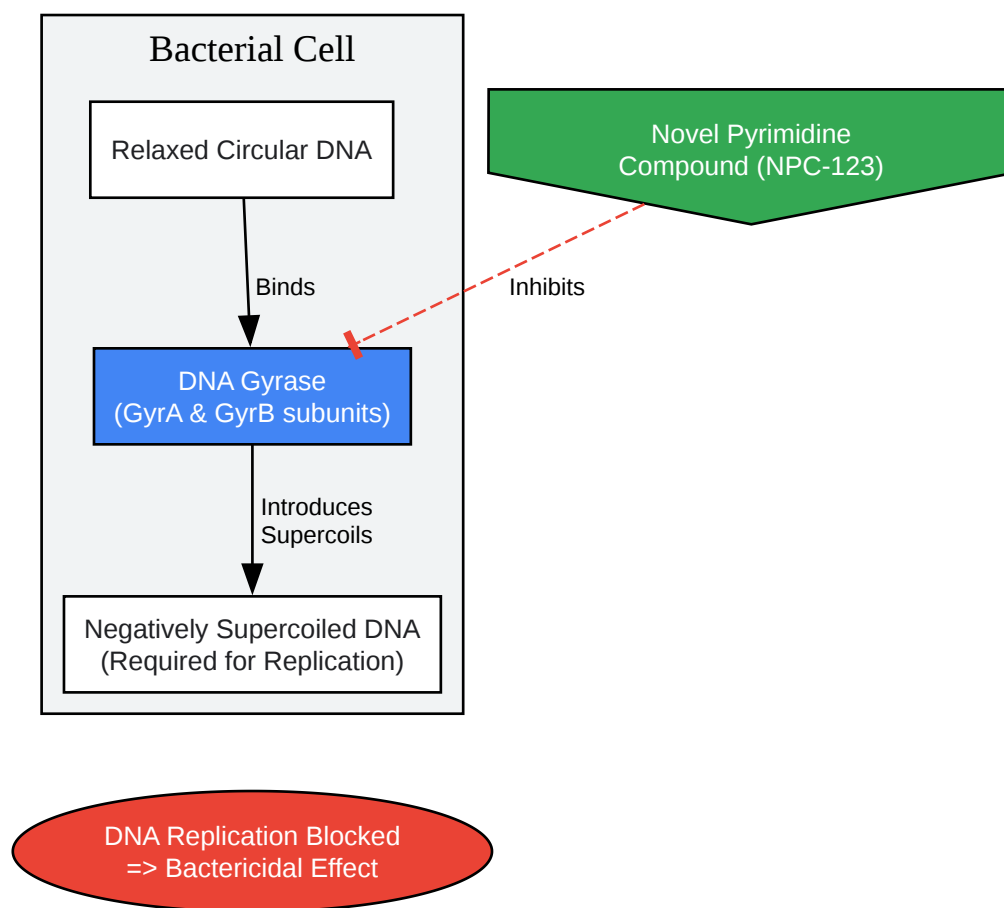 Bacterial Cell
Relaxed Circular DNA
Novel Pyrimidine
Compound (NPC-123)
Binds
Inhibits
DNA Gyrase
(GyrA & GyrB subunits)
Introduces
Supercoils
Negatively Supercoiled DNA
(Required for Replication)
DNA Replication Blocked
=> Bactericidal Effect